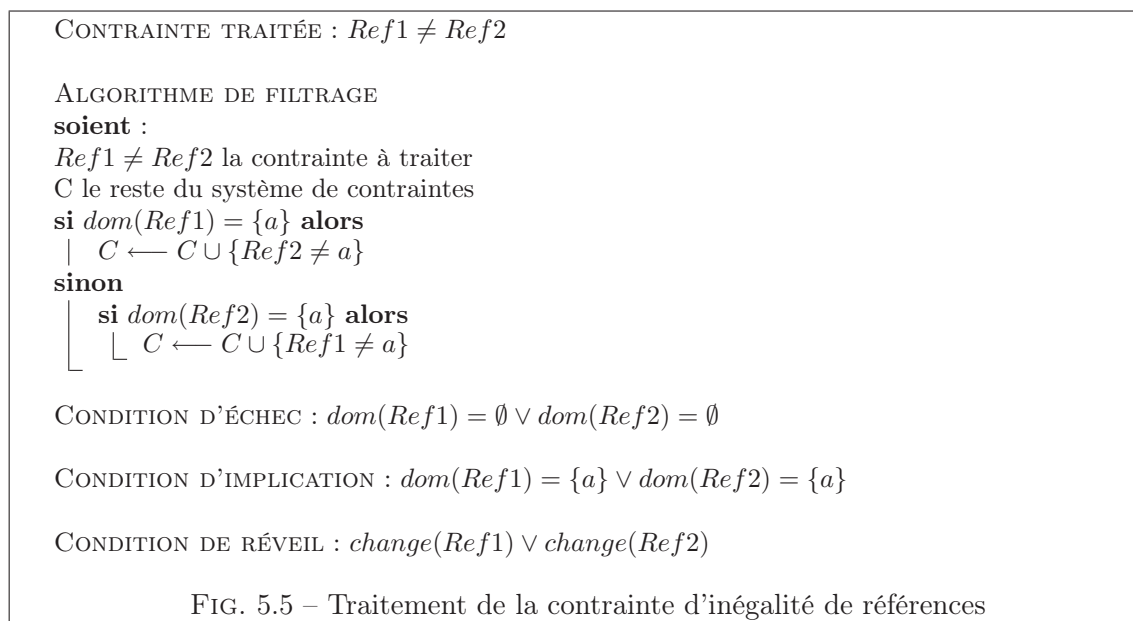 CONTRAINTE TRAITÉE : Ref1 ≠ Ref2
ALGORITHME DE FILTRAGE
soient :
Ref1 ≠ Ref2 la contrainte à traiter
C le reste du système de contraintes
si dom(Ref1) = {a} alors
C ⟵ C ∪ {Ref2 ≠ a}
sinon
si dom(Ref2) = {a} alors
C ⟵ C ∪ {Ref1 ≠ a}
CONDITION D'ÉCHEC : dom(Ref1) = ∅ ∨ dom(Ref2) = ∅
CONDITION D'IMPLICATION : dom(Ref1) = {a} ∨ dom(Ref2) = {a}
CONDITION DE RÉVEIL : change(Ref1) ∨ change(Ref2)
FIG. 5.5 – Traitement de la contrainte d'inégalité de références